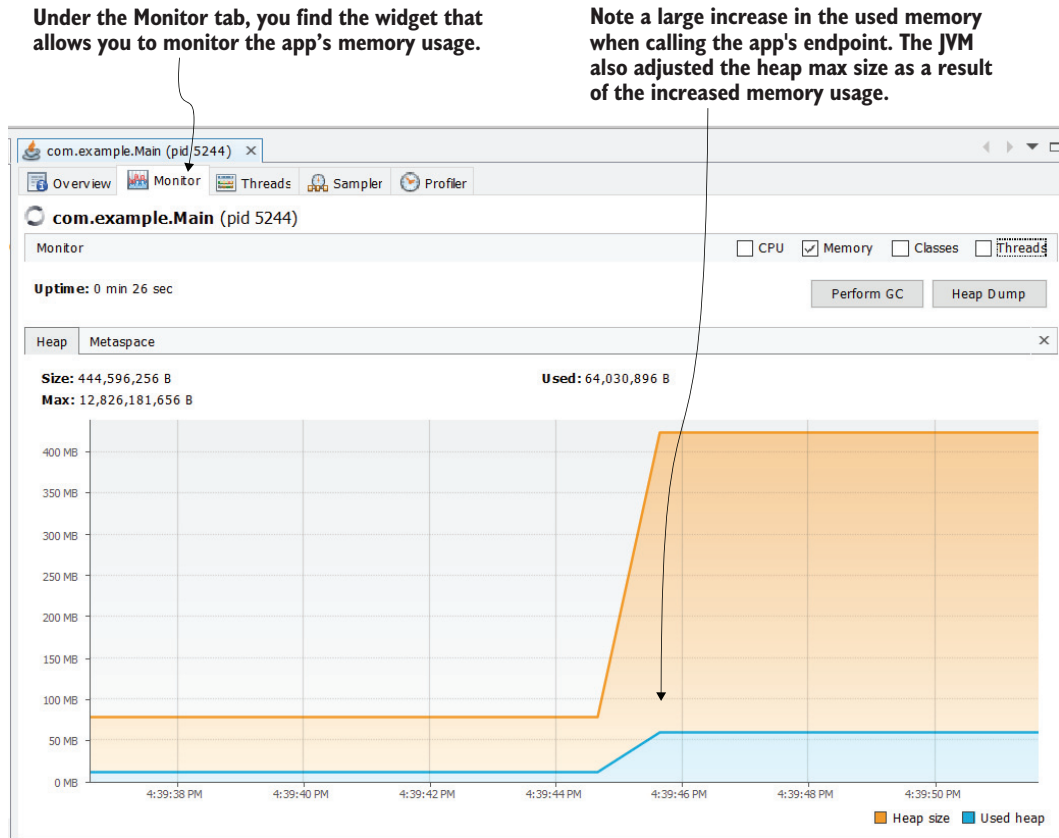 Under the Monitor tab, you find the widget that
allows you to monitor the app's memory usage.
Note a large increase in the used memory
when calling the app's endpoint. The JVM
also adjusted the heap max size as a result
of the increased memory usage.
com.example.Main (pid 5244)
Overview Monitor Threads Sampler Profiler
com.example.Main (pid 5244)
Monitor CPU Memory Classes Threads
Uptime: 0 min 26 sec Perform GC Heap Dump
Heap Metaspace
Size: 444,596,256 B Used: 64,030,896 B
Max: 12,826,181,656 B
400 MB
350 MB
300 MB
250 MB
200 MB
150 MB
100 MB
50 MB
0 MB
4:39:38 PM 4:39:40 PM 4:39:42 PM 4:39:44 PM 4:39:46 PM 4:39:48 PM 4:39:50 PM
Heap size Used heap